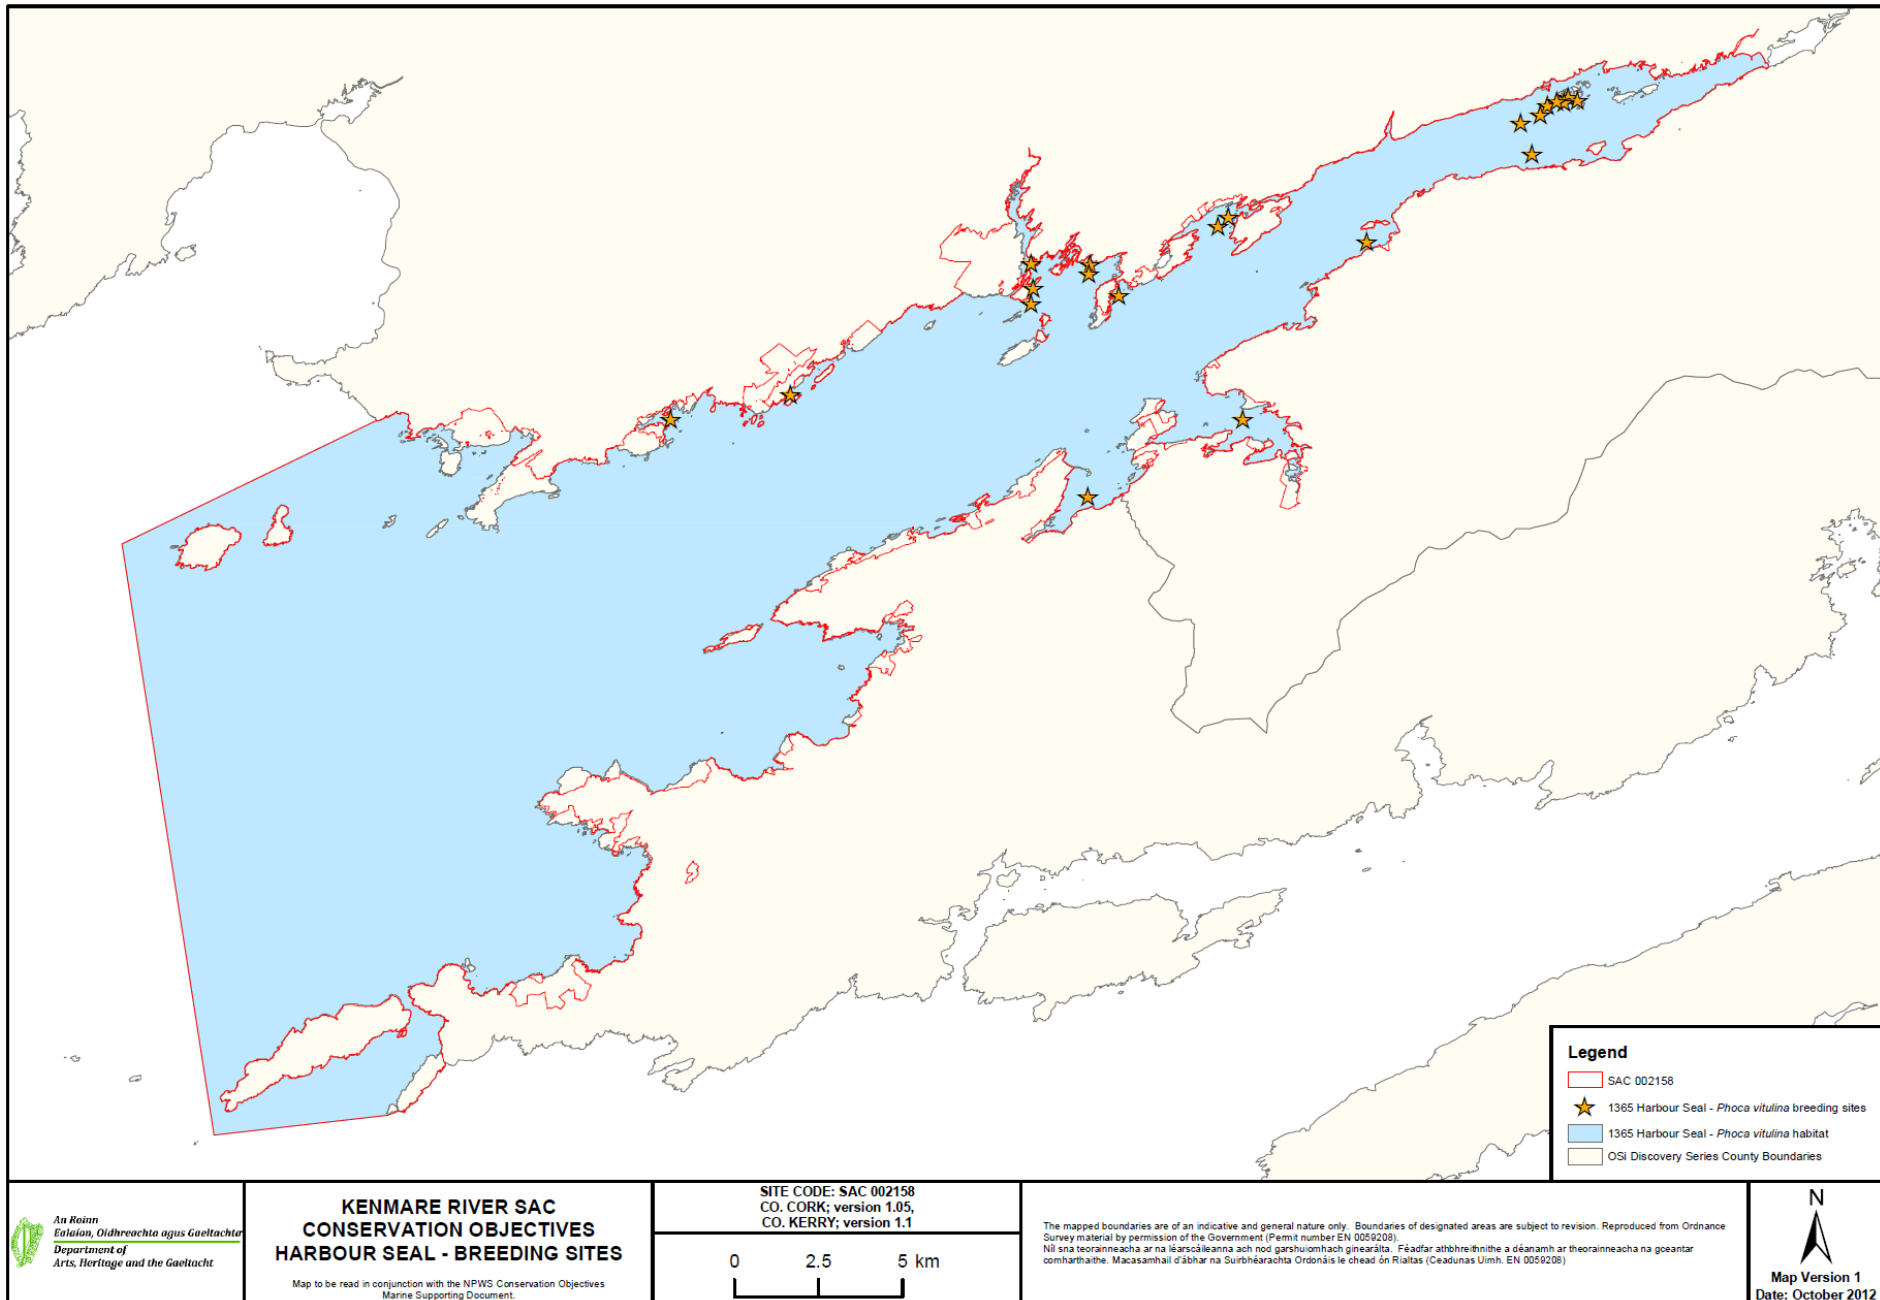 Legend
SAC 002158
1365 Harbour Seal - Phoca vitulina breeding sites
1365 Harbour Seal - Phoca vitulina habitat
OSi Discovery Series County Boundaries
An Roinn
Ealaíon, Oidhreachta agus Gaeltachta
Department of
Arts, Heritage and the Gaeltacht
KENMARE RIVER SAC
CONSERVATION OBJECTIVES
HARBOUR SEAL - BREEDING SITES
Map to be read in conjunction with the NPWS Conservation Objectives
Marine Supporting Document.
SITE CODE: SAC 002158
CO. CORK; version 1.05,
CO. KERRY; version 1.1
0 2.5 5 km
The mapped boundaries are of an indicative and general nature only. Boundaries of designated areas are subject to revision. Reproduced from Ordnance
Survey material by permission of the Government (Permit number EN 0059208).
Níl sna teorainneacha ar na léarscáileanna ach nod garshuiomhach ginearálta. Féadfar athbhreithnithe a déanamh ar theorainneacha na gceantar
comharthaithe. Macasamhail d'ábhar na Suirbhéarachta Ordonáis le chead ón Rialtas (Ceadunas Uimh. EN 0059208)
N
Map Version 1
Date: October 2012